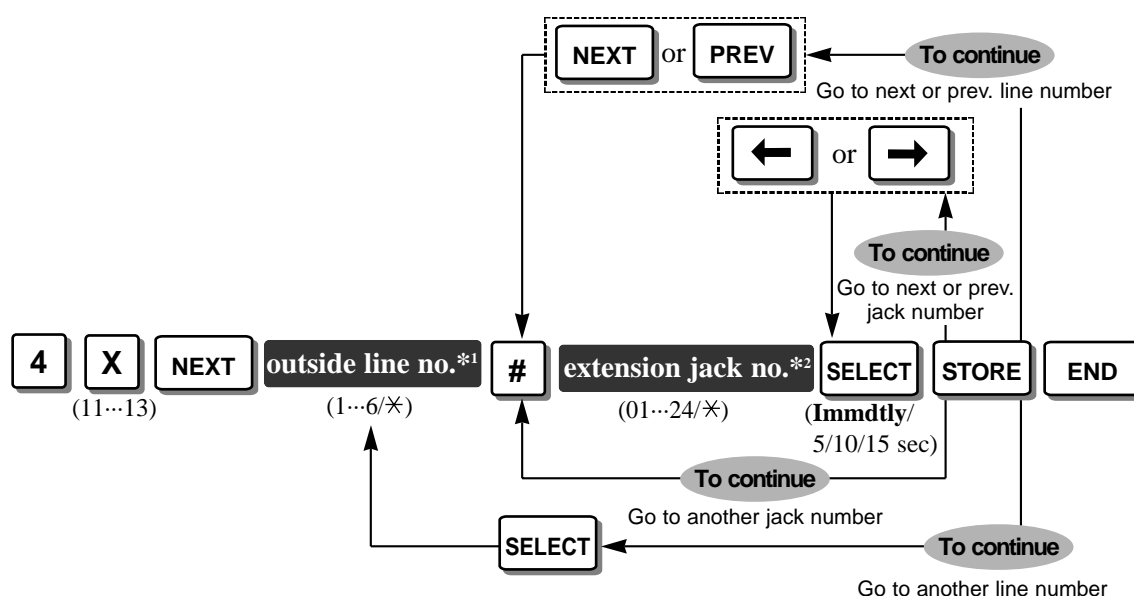 NEXT or PREV To continue
Go to next or prev. line number
← or →
To continue
Go to next or prev.
jack number
4 X NEXT outside line no.*1 # extension jack no.*2 SELECT STORE END
(11···13) (1···6/✳) (01···24/✳) (Immdtly/
5/10/15 sec)
To continue
Go to another jack number
SELECT To continue
Go to another line number